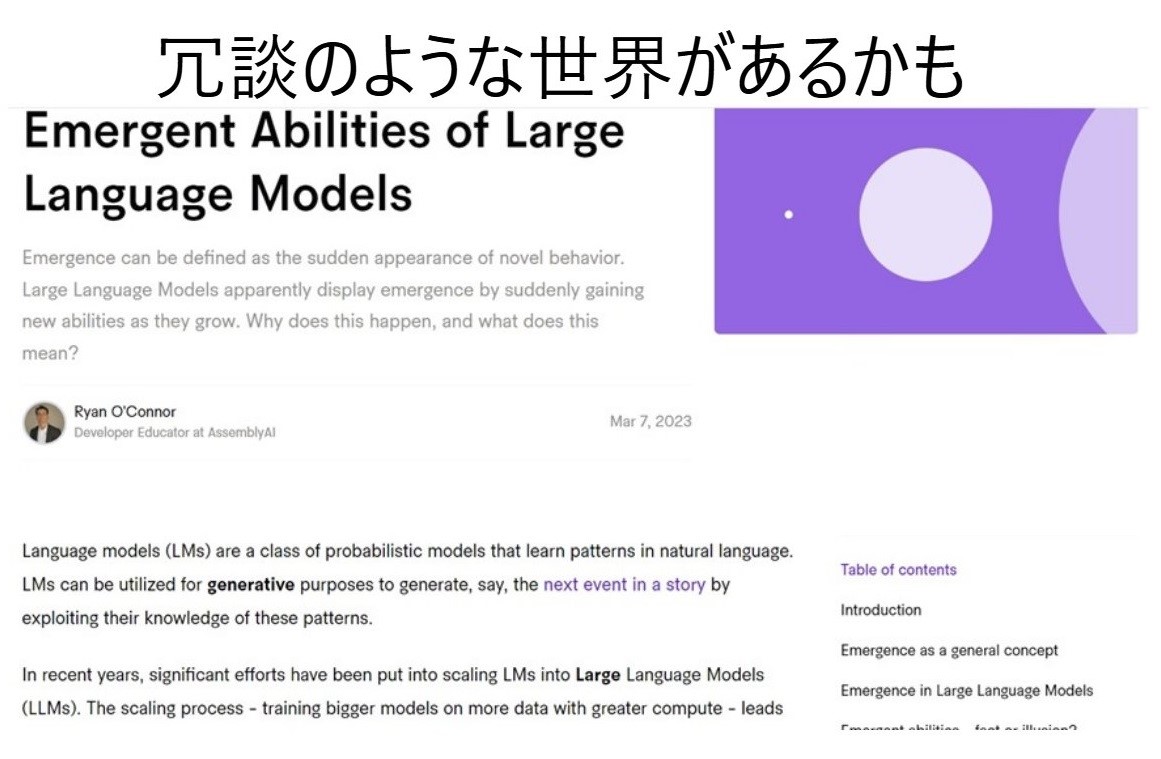 冗談のような世界があるかも
Emergent Abilities of Large
Language Models
Emergence can be defined as the sudden appearance of novel behavior.
Large Language Models apparently display emergence by suddenly gaining
new abilities as they grow. Why does this happen, and what does this
mean?
Ryan O'Connor
Developer Educator at AssemblyAI
Mar 7, 2023
Language models (LMs) are a class of probabilistic models that learn patterns in natural language.
LMs can be utilized for generative purposes to generate, say, the next event in a story by
exploiting their knowledge of these patterns.
In recent years, significant efforts have been put into scaling LMs into Large Language Models
(LLMs). The scaling process - training bigger models on more data with greater compute - leads
Table of contents
Introduction
Emergence as a general concept
Emergence in Large Language Models
Emergent abilities - fact or illusion?